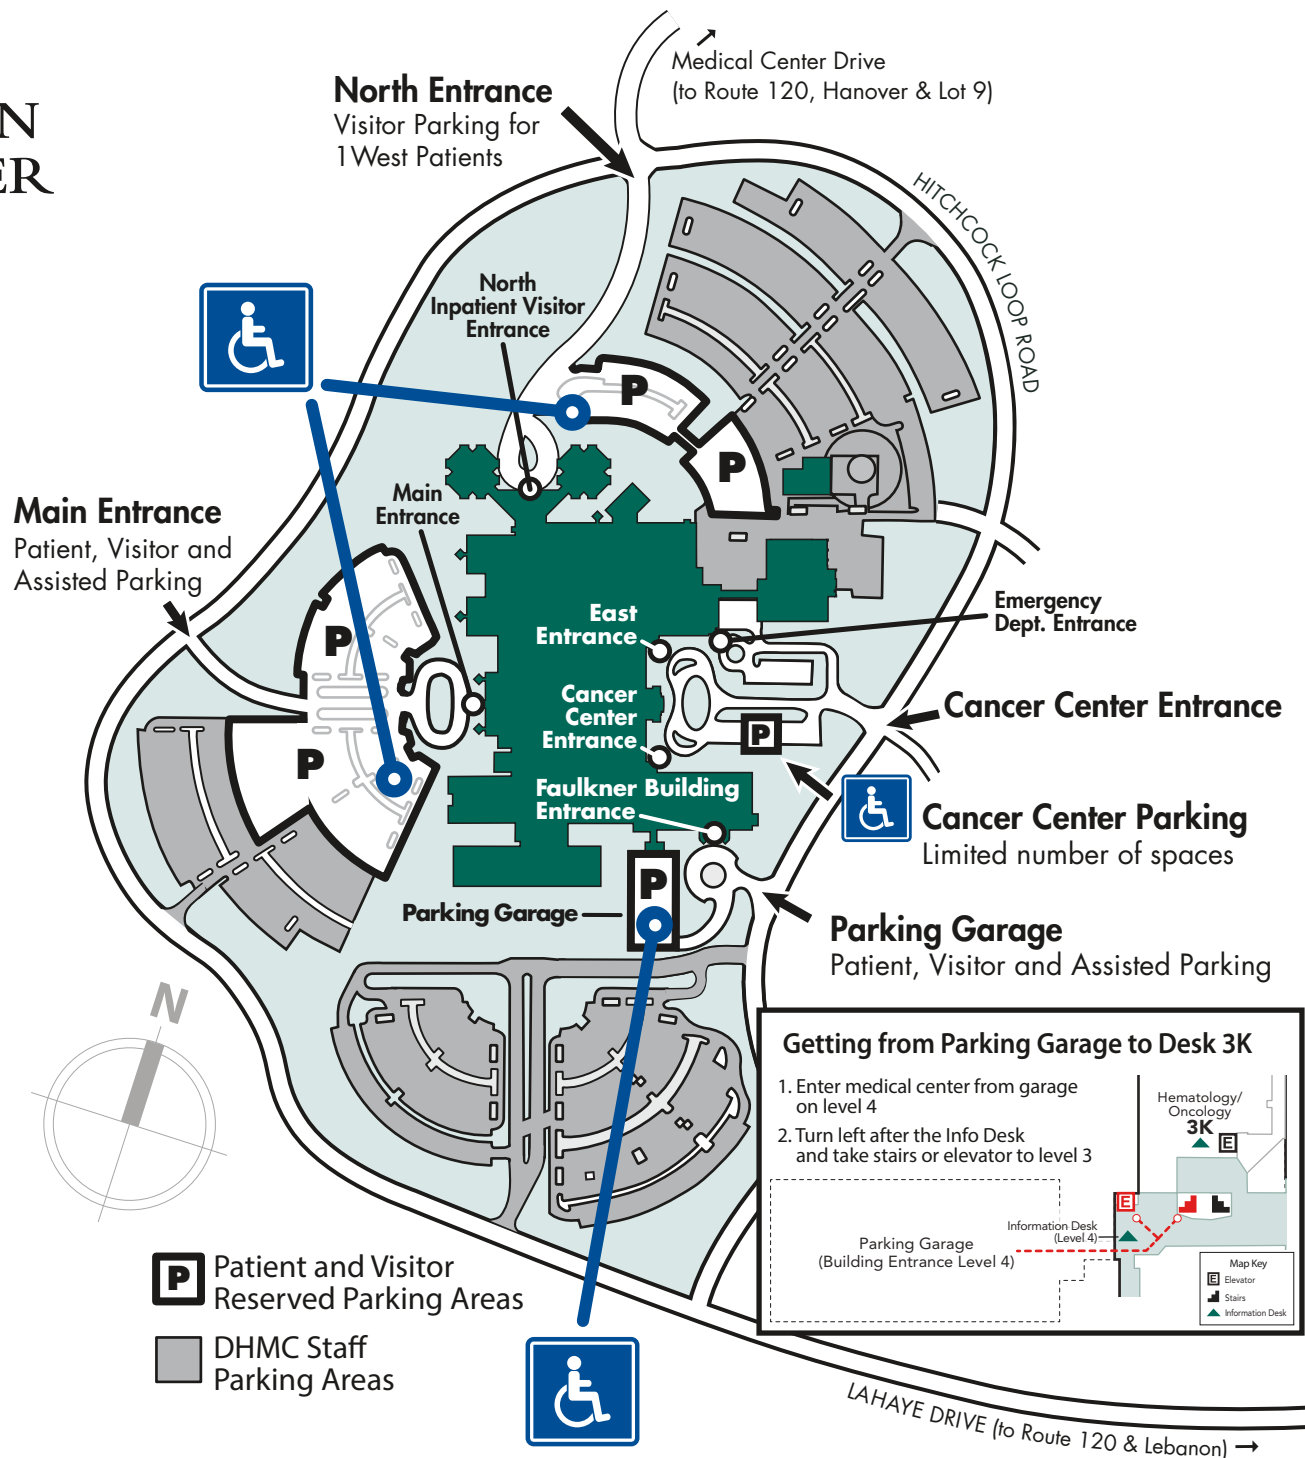 N
ER
Medical Center Drive
(to Route 120, Hanover & Lot 9)
North Entrance
Visitor Parking for
1West Patients
HITCHCOCK LOOP ROAD
North
Inpatient Visitor
Entrance
P
P
Main
Entrance
Main Entrance
Patient, Visitor and
Assisted Parking
P
P
East
Entrance
Emergency
Dept. Entrance
Cancer
Center
Entrance
Cancer Center Entrance
P
Faulkner Building
Entrance
Cancer Center Parking
Limited number of spaces
P
Parking Garage
Parking Garage
Patient, Visitor and Assisted Parking
N
Getting from Parking Garage to Desk 3K
1. Enter medical center from garage
on level 4
2. Turn left after the Info Desk
and take stairs or elevator to level 3
Hematology/
Oncology
3K
E
E
Information Desk
(Level 4)
Parking Garage
(Building Entrance Level 4)
Map Key
E Elevator
Stairs
Information Desk
P Patient and Visitor
Reserved Parking Areas
DHMC Staff
Parking Areas
LAHAYE DRIVE (to Route 120 & Lebanon) →